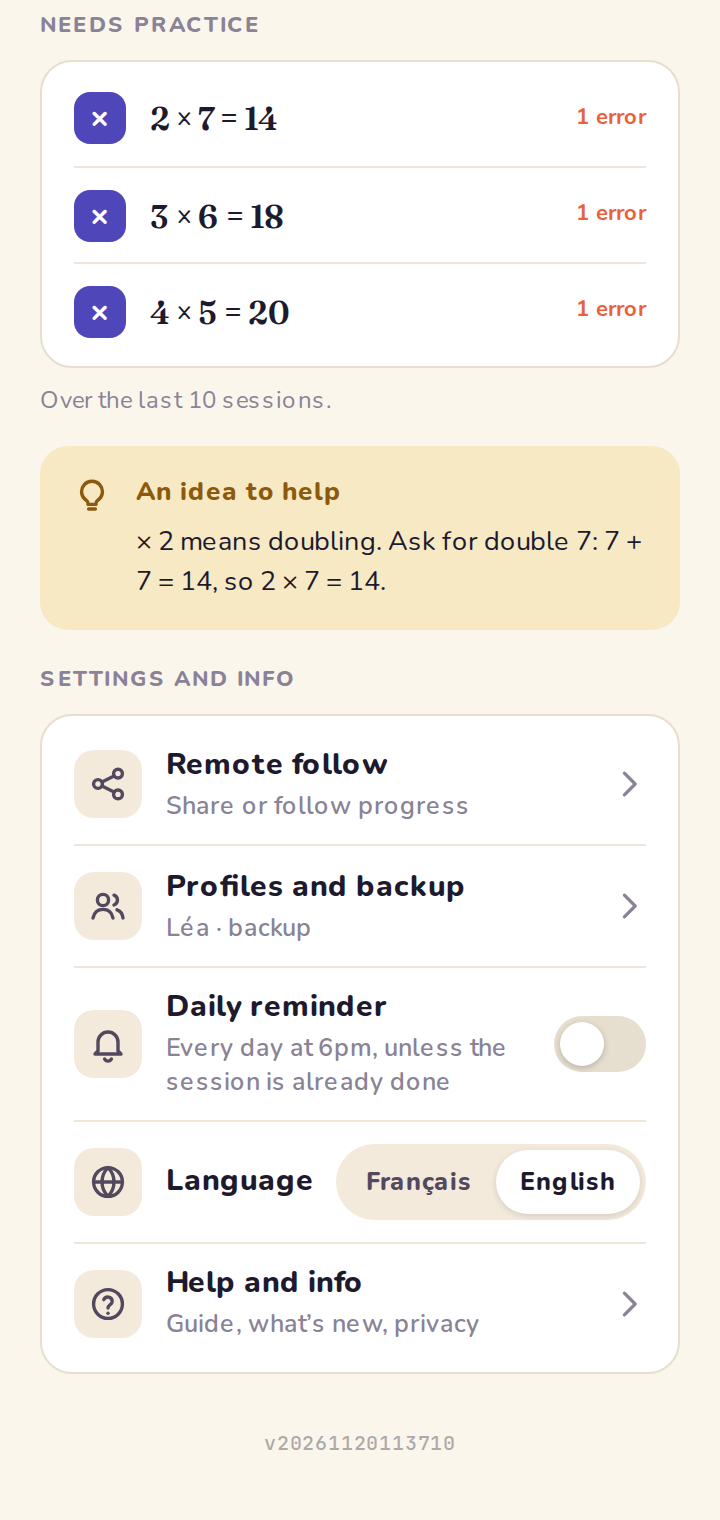 NEEDS PRACTICE
× 2 × 7 = 14 1 error
× 3 × 6 = 18 1 error
× 4 × 5 = 20 1 error
Over the last 10 sessions.
An idea to help
× 2 means doubling. Ask for double 7: 7 +
7 = 14, so 2 × 7 = 14.
SETTINGS AND INFO
Remote follow
Share or follow progress
Profiles and backup
Léa · backup
Daily reminder
Every day at 6pm, unless the
session is already done
Language Français English
Help and info
Guide, what’s new, privacy
v20261120113710